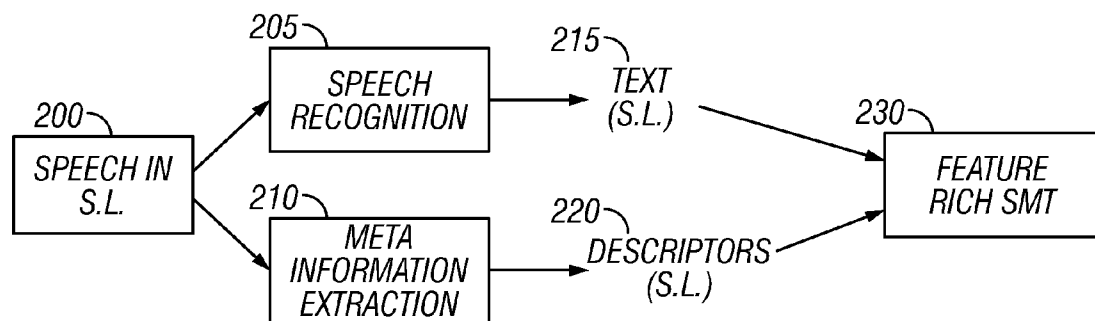 200
SPEECH IN
S.L.
205
SPEECH
RECOGNITION
210
META
INFORMATION
EXTRACTION
215
TEXT
(S.L.)
220
DESCRIPTORS
(S.L.)
230
FEATURE
RICH SMT